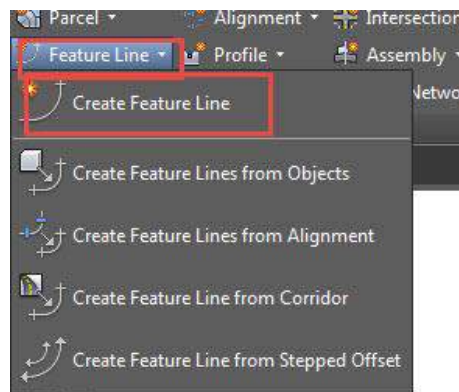 Parcel Alignment Intersection
Feature Line Profile Assembly
Create Feature Line Netwo
Create Feature Lines from Objects
Create Feature Lines from Alignment
Create Feature Line from Corridor
Create Feature Line from Stepped Offset